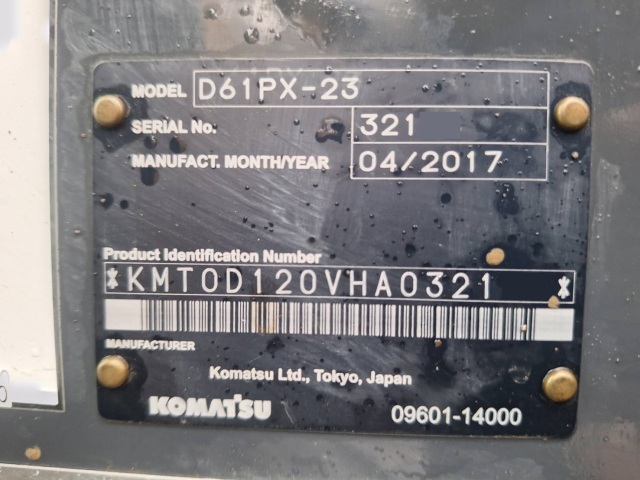 MODEL D61PX-23
SERIAL No. 321
MANUFACT. MONTH/YEAR 04/2017
Product Identification Number
*KMT0D120VHA0321 *
MANUFACTURER
Komatsu Ltd., Tokyo, Japan
KOMATSU 09601-14000